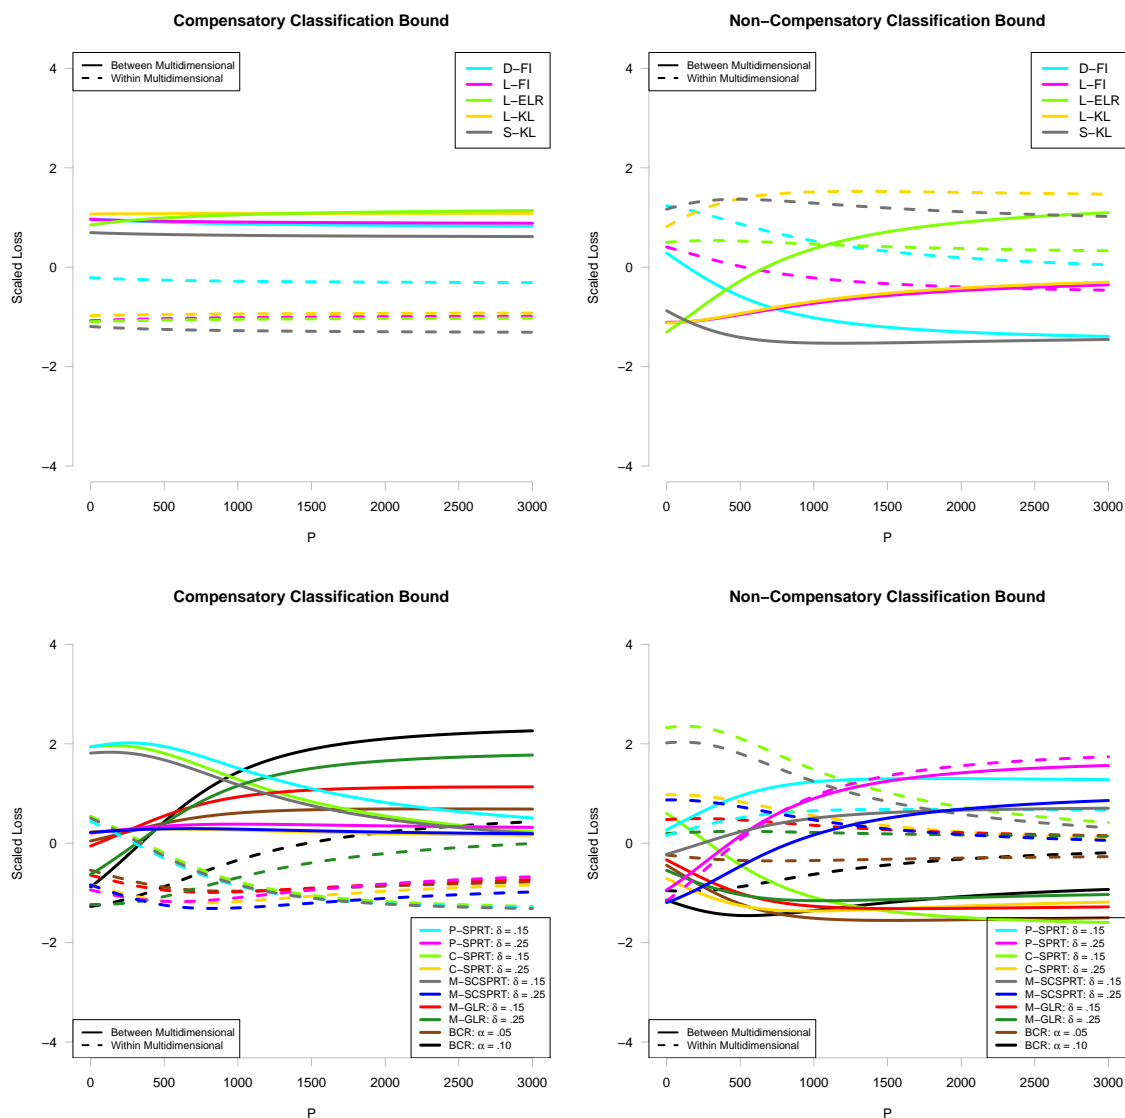 Compensatory Classification Bound
Between Multidimensional
Within Multidimensional
D−FI
L−FI
L−ELR
L−KL
S−KL
4
2
0
−2
−4
Scaled Loss
0 500 1000 1500 2000 2500 3000
P
Non−Compensatory Classification Bound
Between Multidimensional
Within Multidimensional
D−FI
L−FI
L−ELR
L−KL
S−KL
4
2
0
−2
−4
Scaled Loss
0 500 1000 1500 2000 2500 3000
P
Compensatory Classification Bound
4
2
0
−2
−4
Scaled Loss
P−SPRT: δ = .15
P−SPRT: δ = .25
C−SPRT: δ = .15
C−SPRT: δ = .25
M−SCSPRT: δ = .15
M−SCSPRT: δ = .25
M−GLR: δ = .15
M−GLR: δ = .25
BCR: α = .05
BCR: α = .10
Between Multidimensional
Within Multidimensional
0 500 1000 1500 2000 2500 3000
P
Non−Compensatory Classification Bound
4
2
0
−2
−4
Scaled Loss
P−SPRT: δ = .15
P−SPRT: δ = .25
C−SPRT: δ = .15
C−SPRT: δ = .25
M−SCSPRT: δ = .15
M−SCSPRT: δ = .25
M−GLR: δ = .15
M−GLR: δ = .25
BCR: α = .05
BCR: α = .10
Between Multidimensional
Within Multidimensional
0 500 1000 1500 2000 2500 3000
P